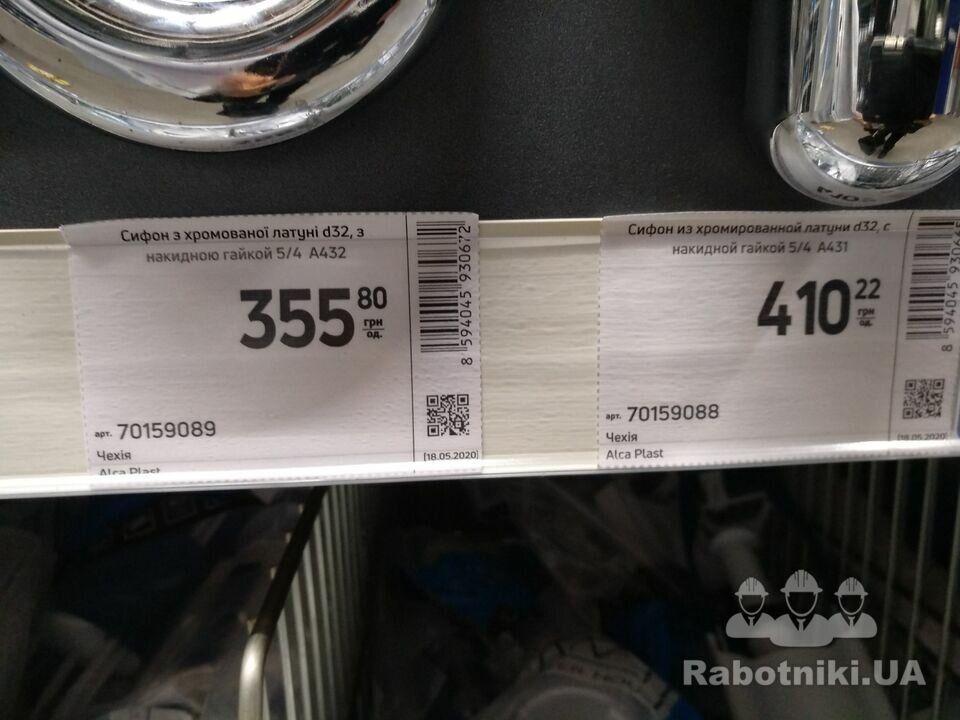 Сифон з хромованої латуні d32, з
накидною гайкой 5/4 A432
355 80
грн
од.
8 594045 930672
арт. 70159089
Чехія
Alca Plast
[18.05.2020]
Сифон из хромированной латуни d32, с
накидной гайкой 5/4 A431
410 22
грн
од.
арт. 70159088
Чехія
Alca Plast
[18.05.2020]
Rabotniki.UA